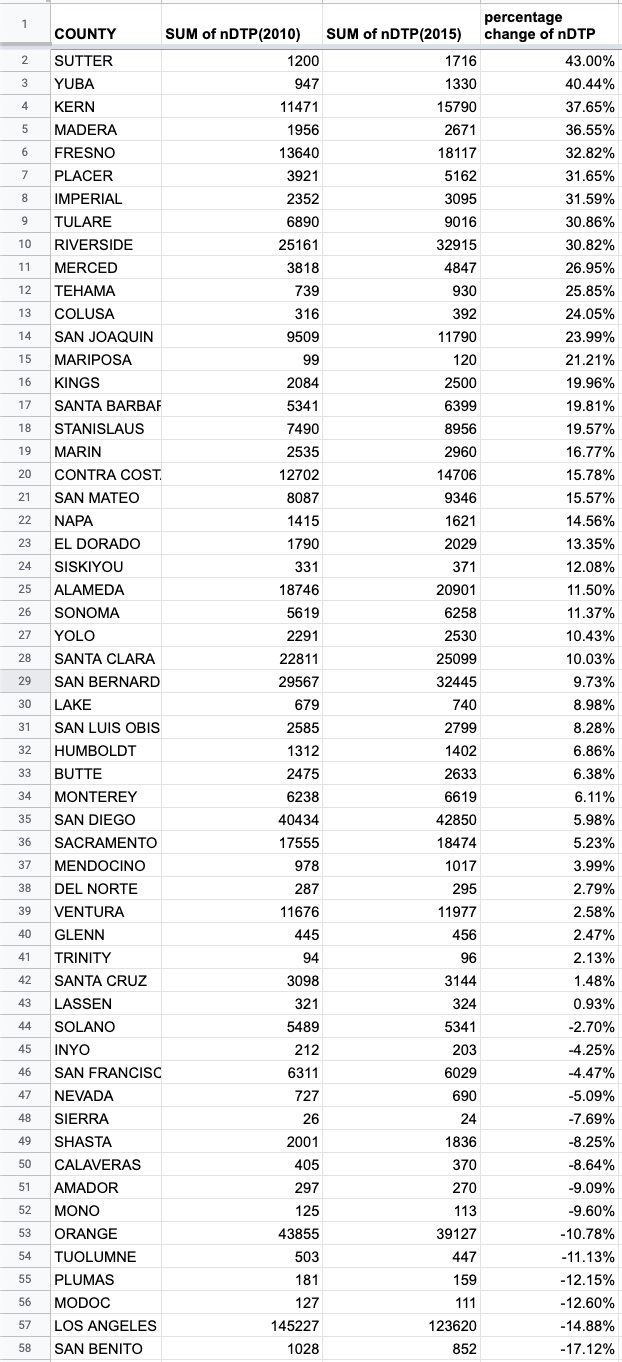 percentage
1 COUNTY SUM of nDTP(2010) SUM of nDTP(2015) change of nDTP
2 SUTTER 1200 1716 43.00%
3 YUBA 947 1330 40.44%
4 KERN 11471 15790 37.65%
5 MADERA 1956 2671 36.55%
6 FRESNO 13640 18117 32.82%
7 PLACER 3921 5162 31.65%
8 IMPERIAL 2352 3095 31.59%
9 TULARE 6890 9016 30.86%
10 RIVERSIDE 25161 32915 30.82%
11 MERCED 3818 4847 26.95%
12 TEHAMA 739 930 25.85%
13 COLUSA 316 392 24.05%
14 SAN JOAQUIN 9509 11790 23.99%
15 MARIPOSA 99 120 21.21%
16 KINGS 2084 2500 19.96%
17 SANTA BARBAR 5341 6399 19.81%
18 STANISLAUS 7490 8956 19.57%
19 MARIN 2535 2960 16.77%
20 CONTRA COST 12702 14706 15.78%
21 SAN MATEO 8087 9346 15.57%
22 NAPA 1415 1621 14.56%
23 EL DORADO 1790 2029 13.35%
24 SISKIYOU 331 371 12.08%
25 ALAMEDA 18746 20901 11.50%
26 SONOMA 5619 6258 11.37%
27 YOLO 2291 2530 10.43%
28 SANTA CLARA 22811 25099 10.03%
29 SAN BERNARD 29567 32445 9.73%
30 LAKE 679 740 8.98%
31 SAN LUIS OBIS 2585 2799 8.28%
32 HUMBOLDT 1312 1402 6.86%
33 BUTTE 2475 2633 6.38%
34 MONTEREY 6238 6619 6.11%
35 SAN DIEGO 40434 42850 5.98%
36 SACRAMENTO 17555 18474 5.23%
37 MENDOCINO 978 1017 3.99%
38 DEL NORTE 287 295 2.79%
39 VENTURA 11676 11977 2.58%
40 GLENN 445 456 2.47%
41 TRINITY 94 96 2.13%
42 SANTA CRUZ 3098 3144 1.48%
43 LASSEN 321 324 0.93%
44 SOLANO 5489 5341 -2.70%
45 INYO 212 203 -4.25%
46 SAN FRANCISC 6311 6029 -4.47%
47 NEVADA 727 690 -5.09%
48 SIERRA 26 24 -7.69%
49 SHASTA 2001 1836 -8.25%
50 CALAVERAS 405 370 -8.64%
51 AMADOR 297 270 -9.09%
52 MONO 125 113 -9.60%
53 ORANGE 43855 39127 -10.78%
54 TUOLUMNE 503 447 -11.13%
55 PLUMAS 181 159 -12.15%
56 MODOC 127 111 -12.60%
57 LOS ANGELES 145227 123620 -14.88%
58 SAN BENITO 1028 852 -17.12%